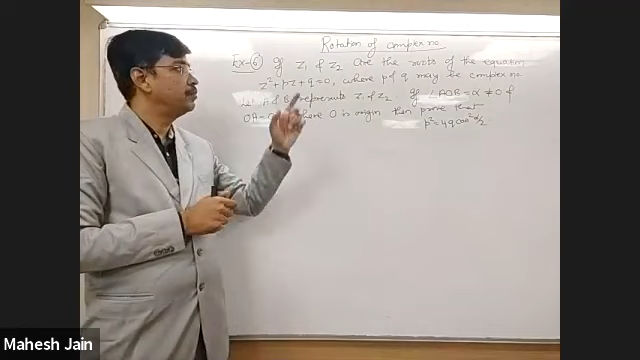 Rotation of complex no.
Ex-6 If Z₁ & Z₂ are the roots of the equation
Z² + pZ + q = 0, where p & q may be complex no
Let A & B represents Z₁ & Z₂ If ∠AOB = α ≠ 0 &
OA = where O is origin then prove that
p² = 4q cos² α/2
Mahesh Jain